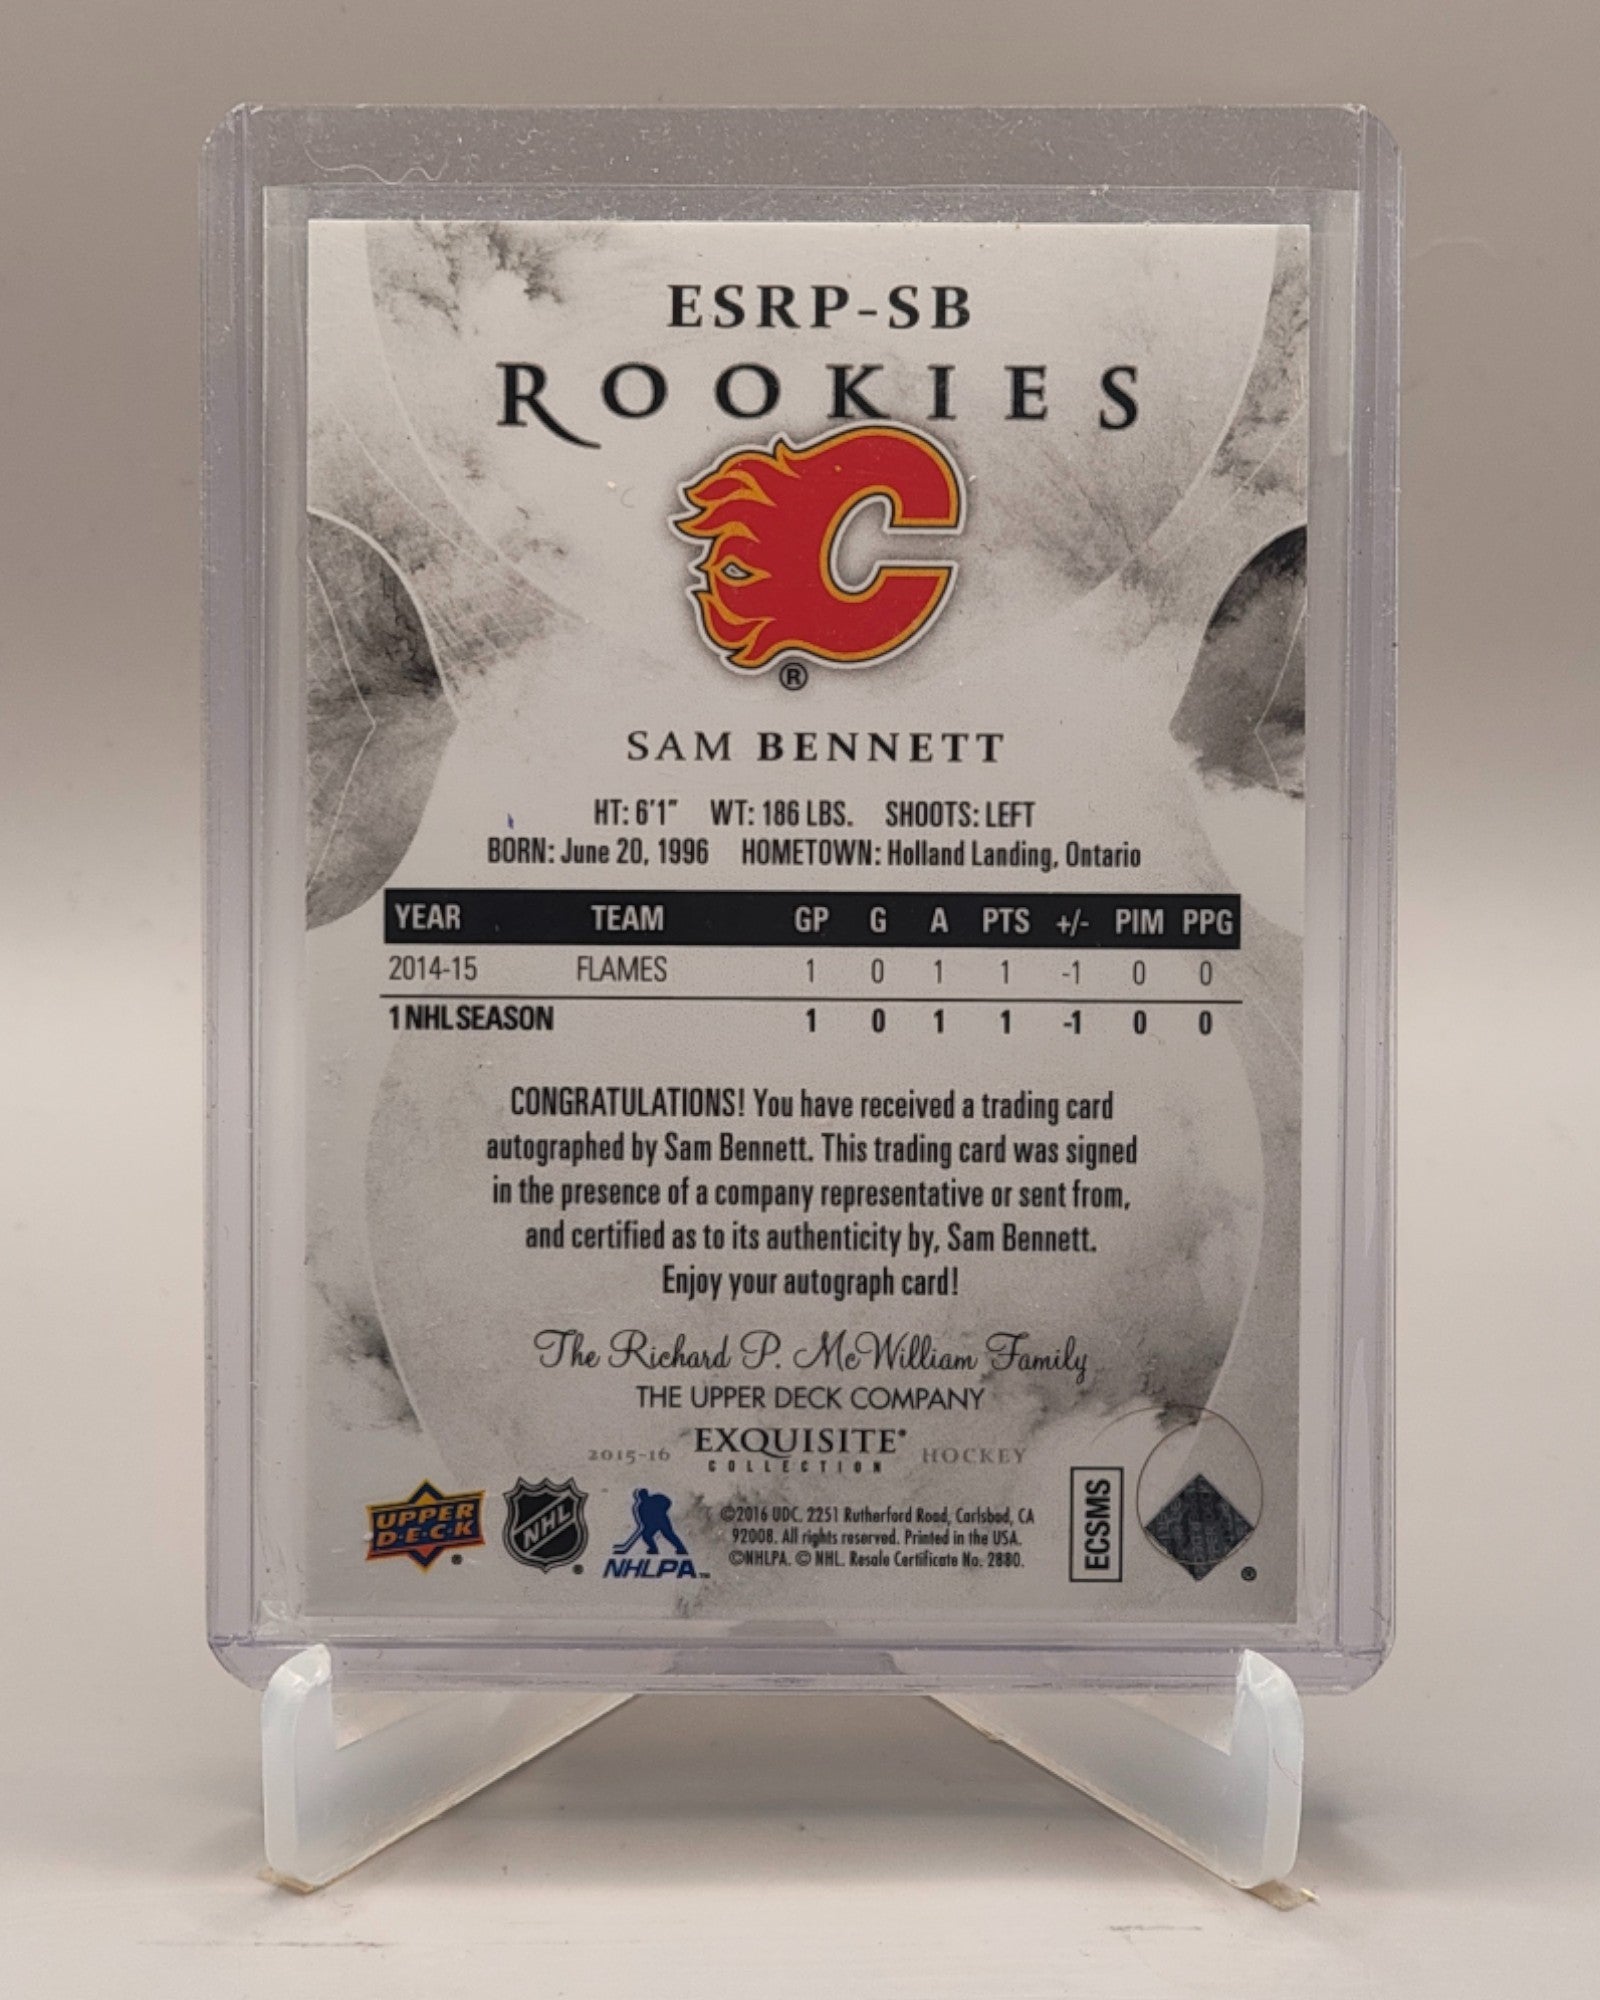 ESRP-SB
ROOKIES
®
SAM BENNETT
HT: 6'1" WT: 186 LBS. SHOOTS: LEFT
BORN: June 20, 1996 HOMETOWN: Holland Landing, Ontario
YEAR TEAM GP G A PTS +/- PIM PPG
2014-15 FLAMES 1 0 1 1 -1 0 0
1 NHL SEASON 1 0 1 1 -1 0 0
CONGRATULATIONS! You have received a trading card
autographed by Sam Bennett. This trading card was signed
in the presence of a company representative or sent from,
and certified as to its authenticity by, Sam Bennett.
Enjoy your autograph card!
The Richard P. McWilliam Family
THE UPPER DECK COMPANY
2015-16 EXQUISITE® HOCKEY
COLLECTION
UPPER
D·E·C·K
®
NHL
®
NHLPA™
©2016 UDC. 2251 Rutherford Road, Carlsbad, CA
92008. All rights reserved. Printed in the USA.
©NHLPA. © NHL. Resale Certificate No. 2880.
ECSMS
®